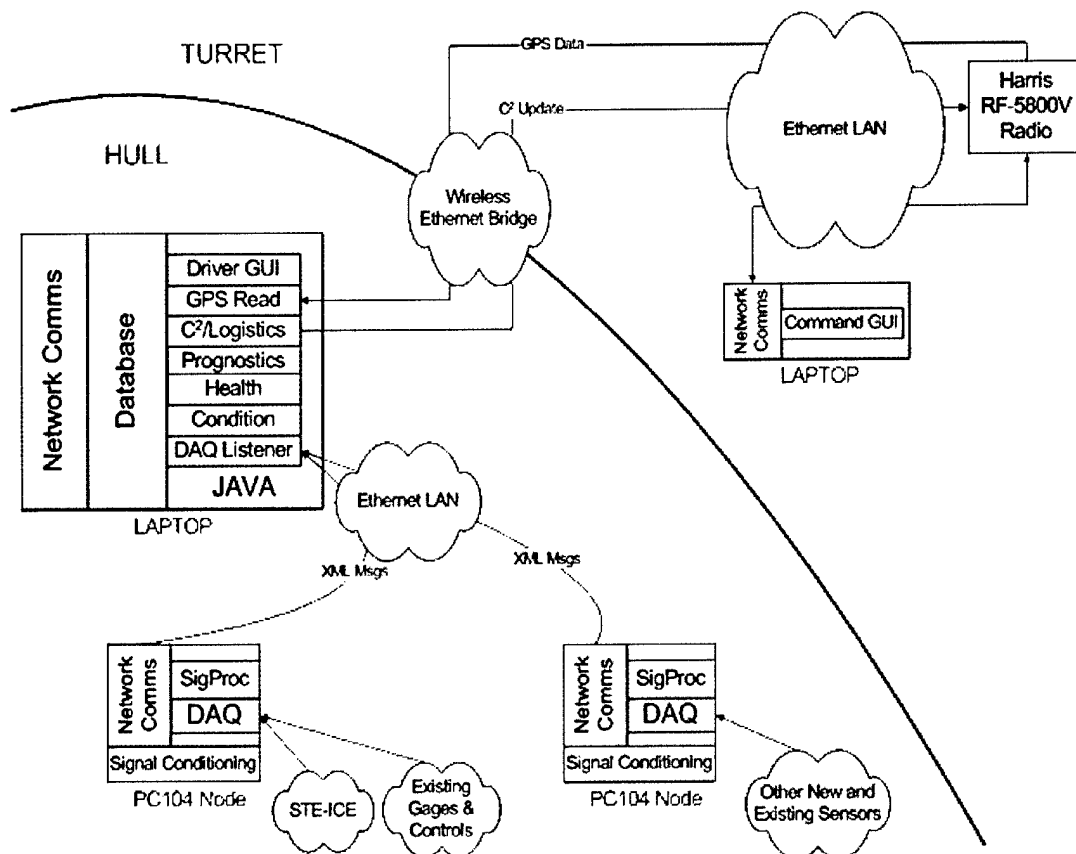 TURRET
HULL
GPS Data
C² Update
Wireless
Ethernet Bridge
Ethernet LAN
Harris
RF-5800V
Radio
Network Comms
Database
Driver GUI
GPS Read
C²/Logistics
Prognostics
Health
Condition
DAQ Listener
JAVA
LAPTOP
Network
Comms
Command GUI
LAPTOP
Ethernet LAN
XML Msgs
XML Msgs
Network
Comms
SigProc
DAQ
Signal Conditioning
PC104 Node
STE-ICE
Existing
Gages &
Controls
Network
Comms
SigProc
DAQ
Signal Conditioning
PC104 Node
Other New and
Existing Sensors